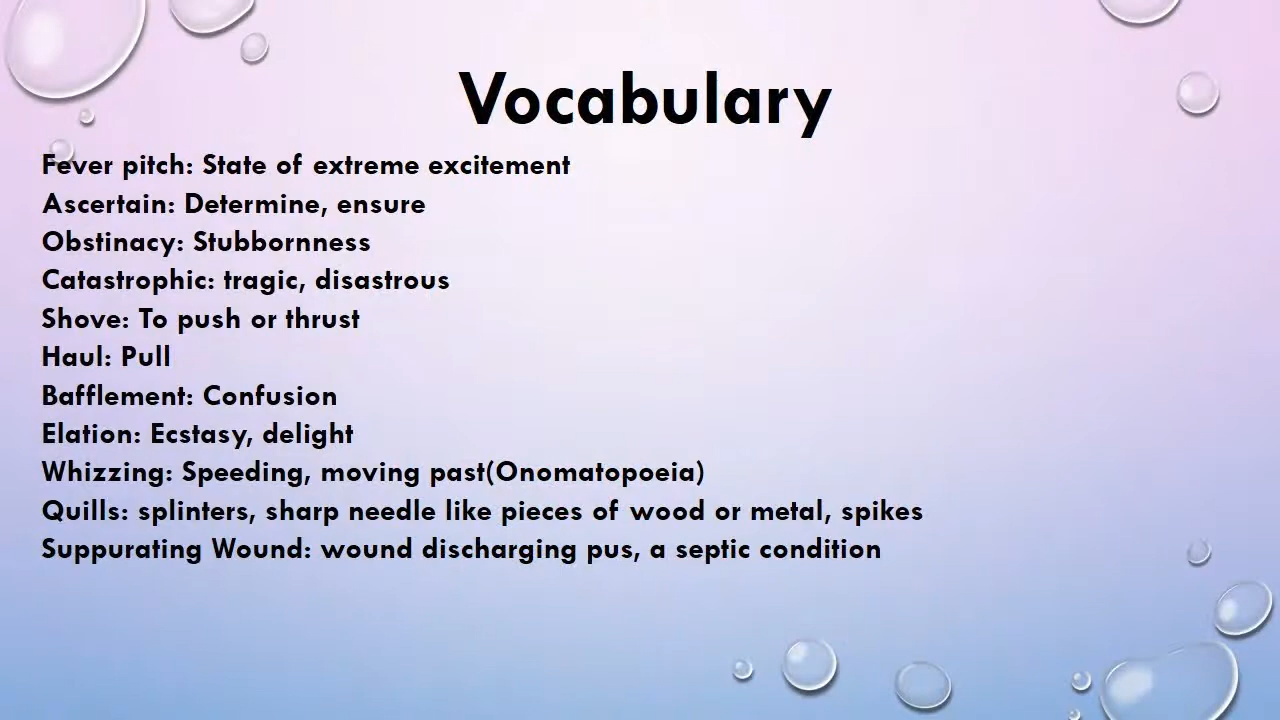 Vocabulary
Fever pitch: State of extreme excitement
Ascertain: Determine, ensure
Obstinacy: Stubbornness
Catastrophic: tragic, disastrous
Shove: To push or thrust
Haul: Pull
Bafflement: Confusion
Elation: Ecstasy, delight
Whizzing: Speeding, moving past(Onomatopoeia)
Quills: splinters, sharp needle like pieces of wood or metal, spikes
Suppurating Wound: wound discharging pus, a septic condition